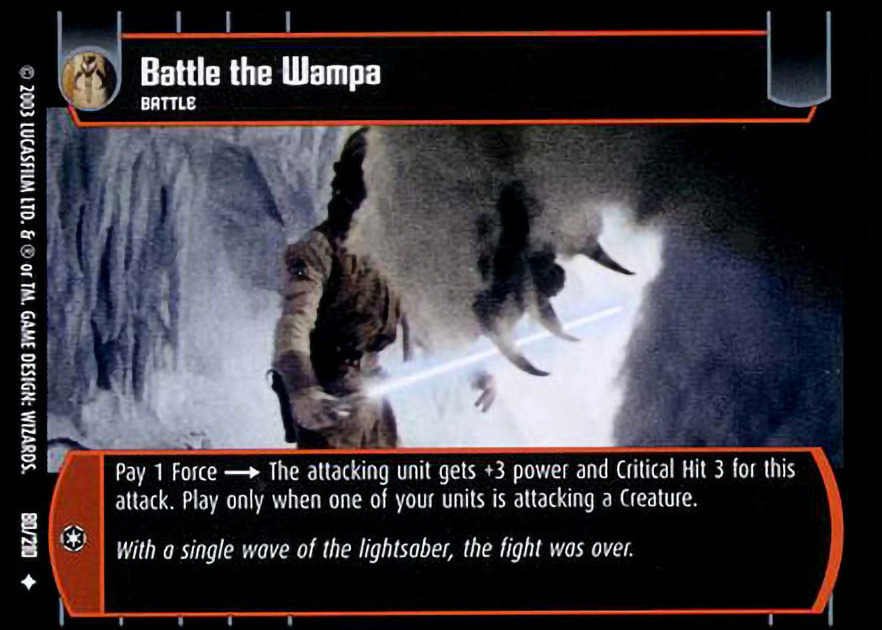 Battle the Wampa
BATTLE
Pay 1 Force → The attacking unit gets +3 power and Critical Hit 3 for this
attack. Play only when one of your units is attacking a Creature.
With a single wave of the lightsaber, the fight was over.
© 2003 LUCASFILM LTD. & ® or TM. GAME DESIGN: WIZARDS. 80/210